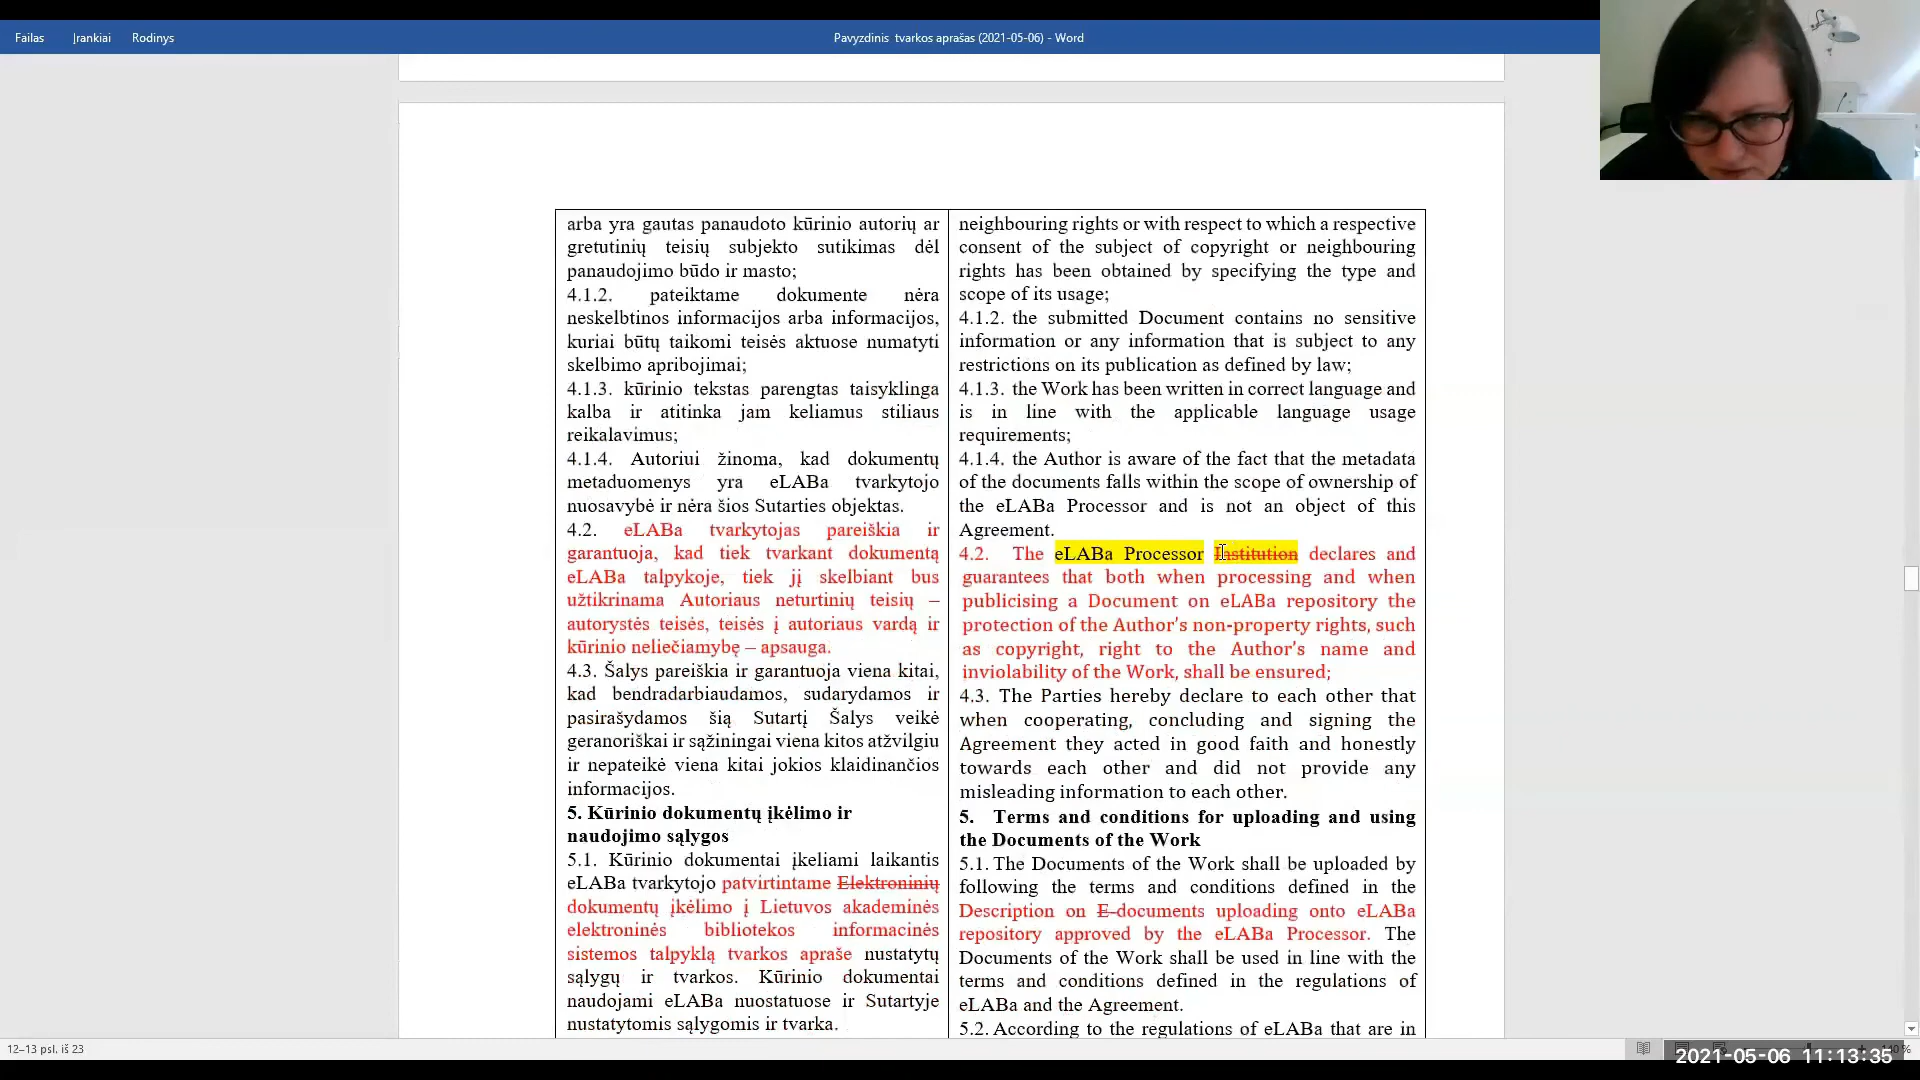 Failas Įrankiai Rodinys
Pavyzdinis tvarkos aprašas (2021-05-06) - Word
arba yra gautas panaudoto kūrinio autorių ar
gretutinių teisių subjekto sutikimas dėl
panaudojimo būdo ir masto;
4.1.2. pateiktame dokumente nėra
neskelbtinos informacijos arba informacijos,
kuriai būtų taikomi teisės aktuose numatyti
skelbimo apribojimai;
4.1.3. kūrinio tekstas parengtas taisyklinga
kalba ir atitinka jam keliamus stiliaus
reikalavimus;
4.1.4. Autoriui žinoma, kad dokumentų
metaduomenys yra eLABa tvarkytojo
nuosavybė ir nėra šios Sutarties objektas.
4.2. eLABa tvarkytojas pareiškia ir
garantuoja, kad tiek tvarkant dokumentą
eLABa talpykoje, tiek jį skelbiant bus
užtikrinama Autoriaus neturtinių teisių –
autorystės teisės, teisės į autoriaus vardą ir
kūrinio neliečiamybę – apsauga.
4.3. Šalys pareiškia ir garantuoja viena kitai,
kad bendradarbiaudamos, sudarydamos ir
pasirašydamos šią Sutartį Šalys veikė
geranoriškai ir sąžiningai viena kitos atžvilgiu
ir nepateikė viena kitai jokios klaidinančios
informacijos.
5. Kūrinio dokumentų įkėlimo ir
naudojimo sąlygos
5.1. Kūrinio dokumentai įkeliami laikantis
eLABa tvarkytojo patvirtintame Elektroninių
dokumentų įkėlimo į Lietuvos akademinės
elektroninės bibliotekos informacinės
sistemos talpyklą tvarkos apraše nustatytų
sąlygų ir tvarkos. Kūrinio dokumentai
naudojami eLABa nuostatuose ir Sutartyje
nustatytomis sąlygomis ir tvarka.
neighbouring rights or with respect to which a respective
consent of the subject of copyright or neighbouring
rights has been obtained by specifying the type and
scope of its usage;
4.1.2. the submitted Document contains no sensitive
information or any information that is subject to any
restrictions on its publication as defined by law;
4.1.3. the Work has been written in correct language and
is in line with the applicable language usage
requirements;
4.1.4. the Author is aware of the fact that the metadata
of the documents falls within the scope of ownership of
the eLABa Processor and is not an object of this
Agreement.
4.2. The eLABa Processor Institution declares and
guarantees that both when processing and when
publicising a Document on eLABa repository the
protection of the Author's non-property rights, such
as copyright, right to the Author's name and
inviolability of the Work, shall be ensured;
4.3. The Parties hereby declare to each other that
when cooperating, concluding and signing the
Agreement they acted in good faith and honestly
towards each other and did not provide any
misleading information to each other.
5. Terms and conditions for uploading and using
the Documents of the Work
5.1. The Documents of the Work shall be uploaded by
following the terms and conditions defined in the
Description on E-documents uploading onto eLABa
repository approved by the eLABa Processor. The
Documents of the Work shall be used in line with the
terms and conditions defined in the regulations of
eLABa and the Agreement.
5.2. According to the regulations of eLABa that are in
12–13 psl. iš 23
2021-05-06 11:13:35